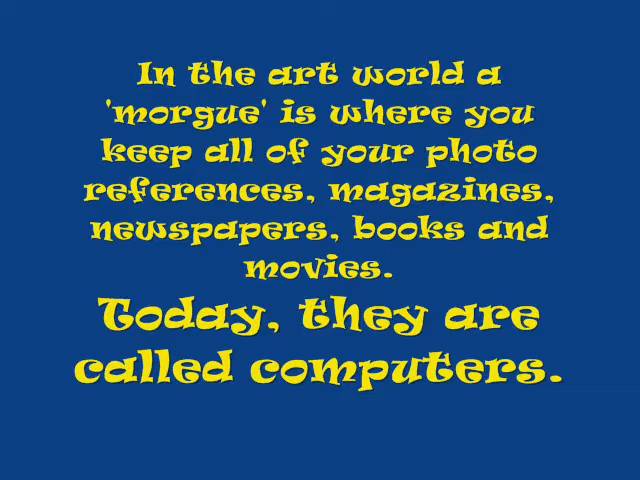 In the art world a
'morgue' is where you
keep all of your photo
references, magazines,
newspapers, books and
movies.
Today, they are
called computers.